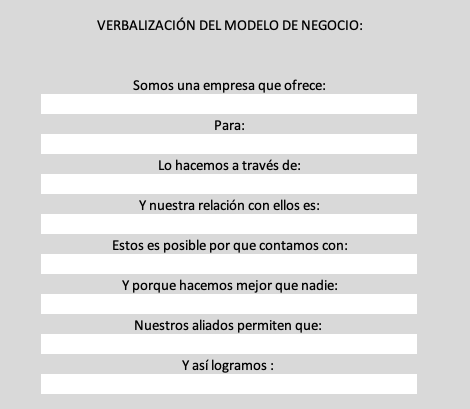 VERBALIZACIÓN DEL MODELO DE NEGOCIO:
Somos una empresa que ofrece:
Para:
Lo hacemos a través de:
Y nuestra relación con ellos es:
Estos es posible por que contamos con:
Y porque hacemos mejor que nadie:
Nuestros aliados permiten que:
Y así logramos :